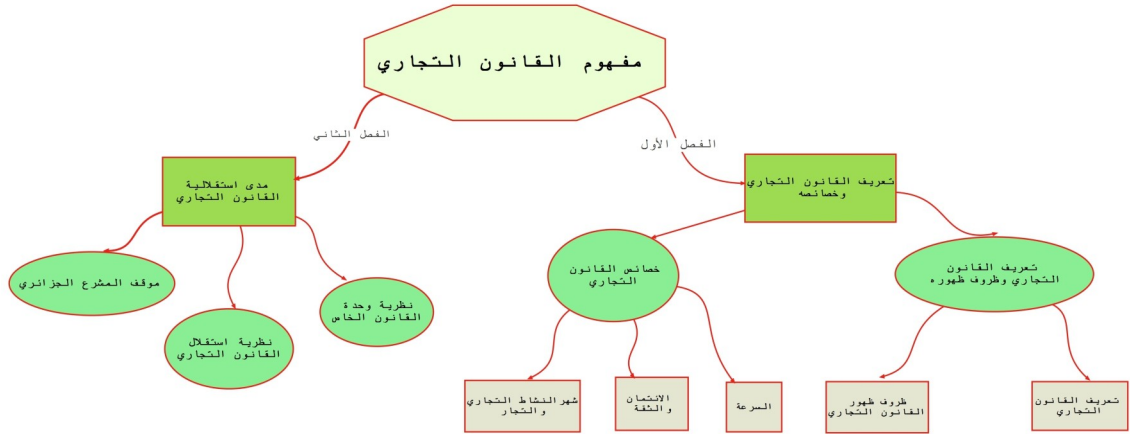 مفهوم القانون التجاري
الفصل الأول
الفصل الثاني
تعريف القانون التجاري
وخصائصه
مدى استقلالية
القانون التجاري
تعريف القانون
التجاري وظروف ظهوره
خصائص القانون
التجاري
نظرية وحدة
القانون الخاص
نظرية استقلال
القانون التجاري
موقف المشرع الجزائري
تعريف القانون
التجاري
ظروف ظهور
القانون التجاري
السرعة
الائتمان
والثقة
شهر النشاط التجاري
والتجار